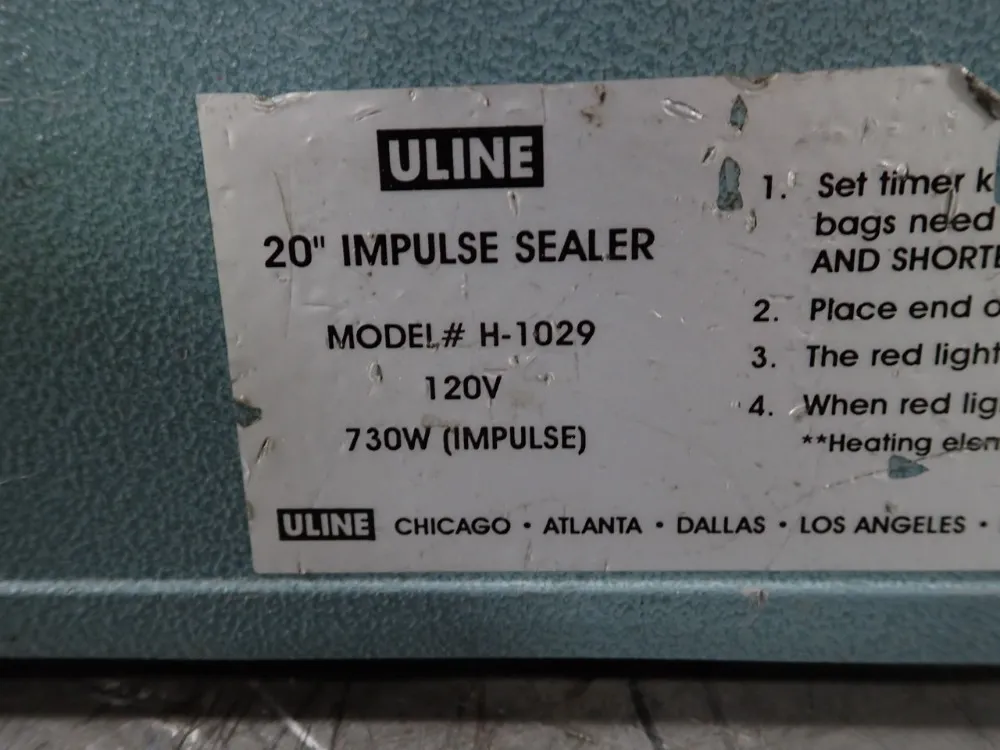 ULINE
20" IMPULSE SEALER
MODEL# H-1029
120V
730W (IMPULSE)
1. Set timer
bags need
AND
2. Place end
3. The red light
4. When red
**Heating
ULINE CHICAGO • ATLANTA • DALLAS • LOS ANGELES •